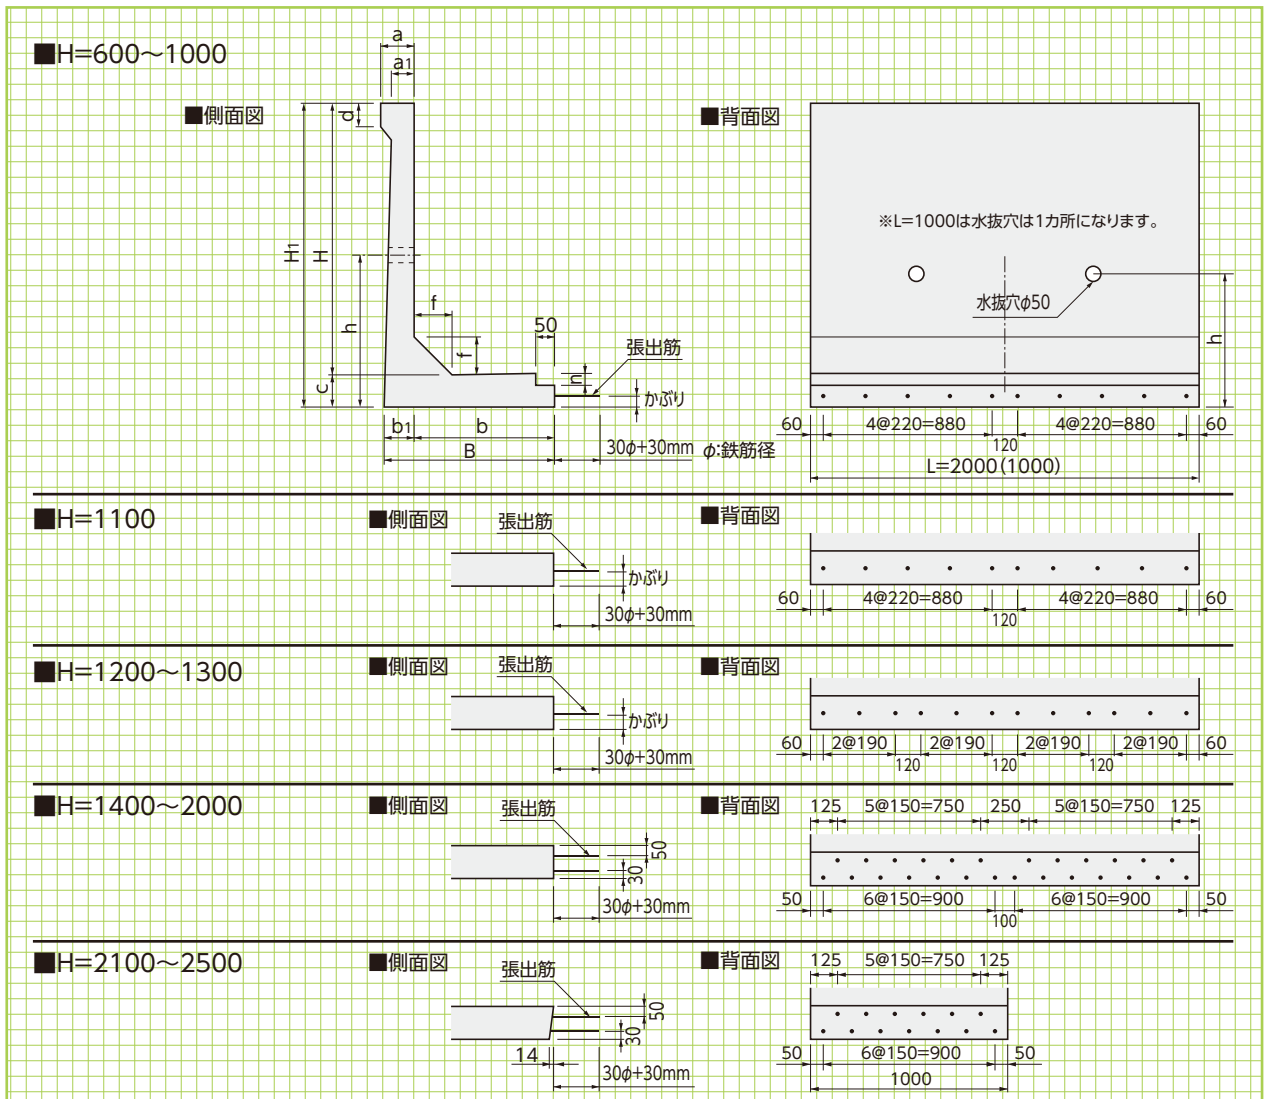 ■H=600〜1000
■側面図
a
a1
d
H1
H
h
c
f
f
50
n
張出筋
かぶり
b1
b
B
30φ+30mm φ:鉄筋径
■背面図
※L=1000は水抜穴は1カ所になります。
水抜穴φ50
h
60 4@220=880 120 4@220=880 60
L=2000(1000)
■H=1100
■側面図
張出筋
かぶり
30φ+30mm
■背面図
60 4@220=880 120 4@220=880 60
■H=1200〜1300
■側面図
張出筋
かぶり
30φ+30mm
■背面図
60 2@190 2@190 2@190 2@190 60
120 120 120
■H=1400〜2000
■側面図
張出筋
50
30
30φ+30mm
■背面図
125 5@150=750 250 5@150=750 125
50 6@150=900 100 6@150=900 50
■H=2100〜2500
■側面図
張出筋
50
30
14
30φ+30mm
■背面図
125 5@150=750 125
50 6@150=900 50
1000